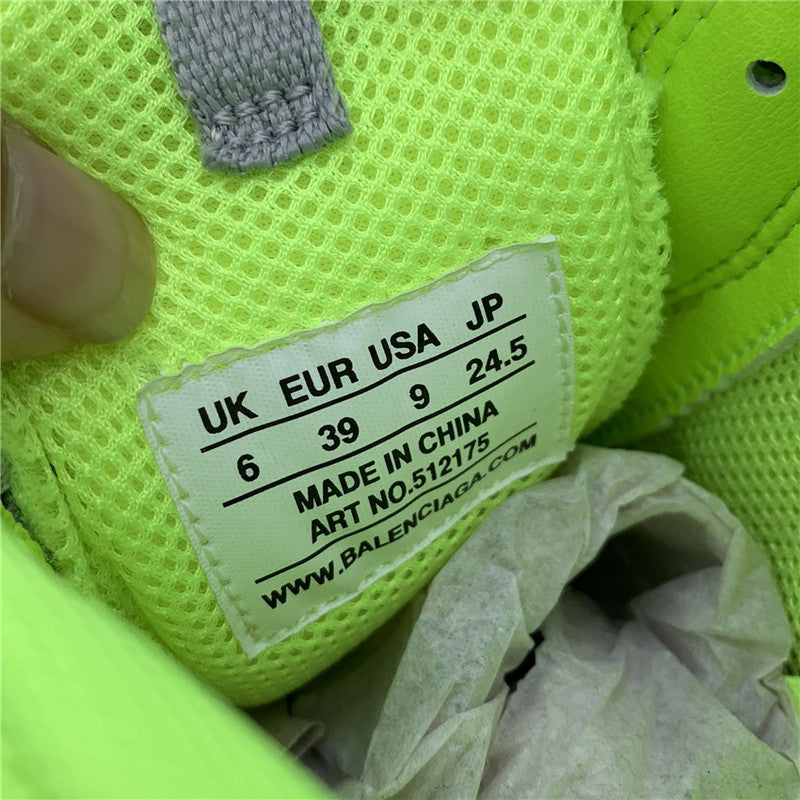 UK EUR USA JP
6 39 9 24.5
MADE IN CHINA
ART NO.512175
WWW.BALENCIAGA.COM